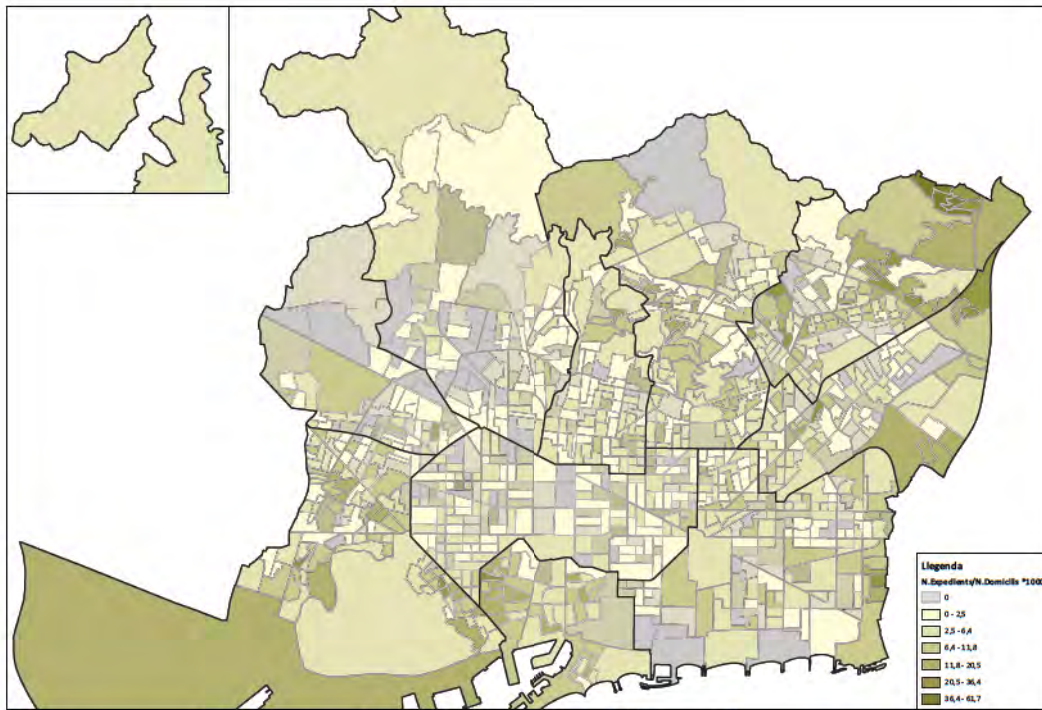 Llegenda
N.Expedients/N.Domicilis *1000
0
0 - 2,5
2,5 - 6,4
6,4 - 11,8
11,8 - 20,5
20,5 - 36,4
36,4 - 61,7